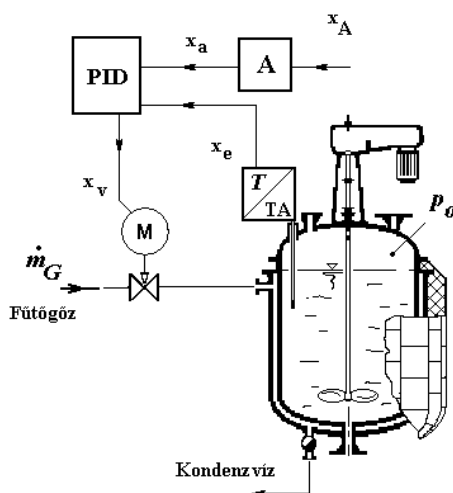 x_A
x_a
A
PID
x_e
T
TA
x_v
M
p_o
ṁ_G
Fűtőgőz
Kondenz víz